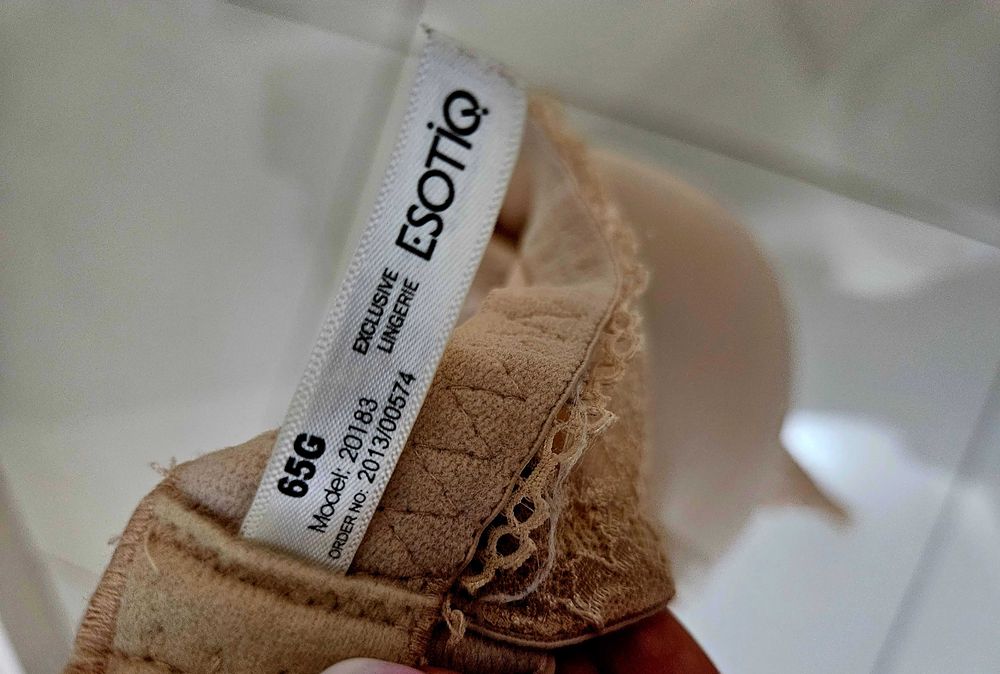 ESOTIQ
EXCLUSIVE
LINGERIE
65G
Model: 20183
ORDER NO: 2013/00574